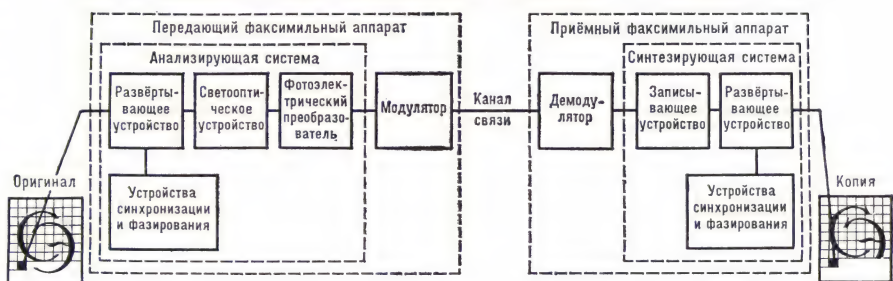 Передающий факсимильный аппарат
Анализирующая система
Развёрты-
вающее
устройство
Светоопти-
ческое
устройство
Фотоэлек-
трический
преобразо-
ватель
Модулятор
Устройства
синхронизации
и фазирования
Оригинал
Канал
связи
Приёмный факсимильный аппарат
Синтезирующая система
Демоду-
лятор
Записы-
вающее
устройство
Развёрты-
вающее
устройство
Устройства
синхронизации
и фазирования
Копия